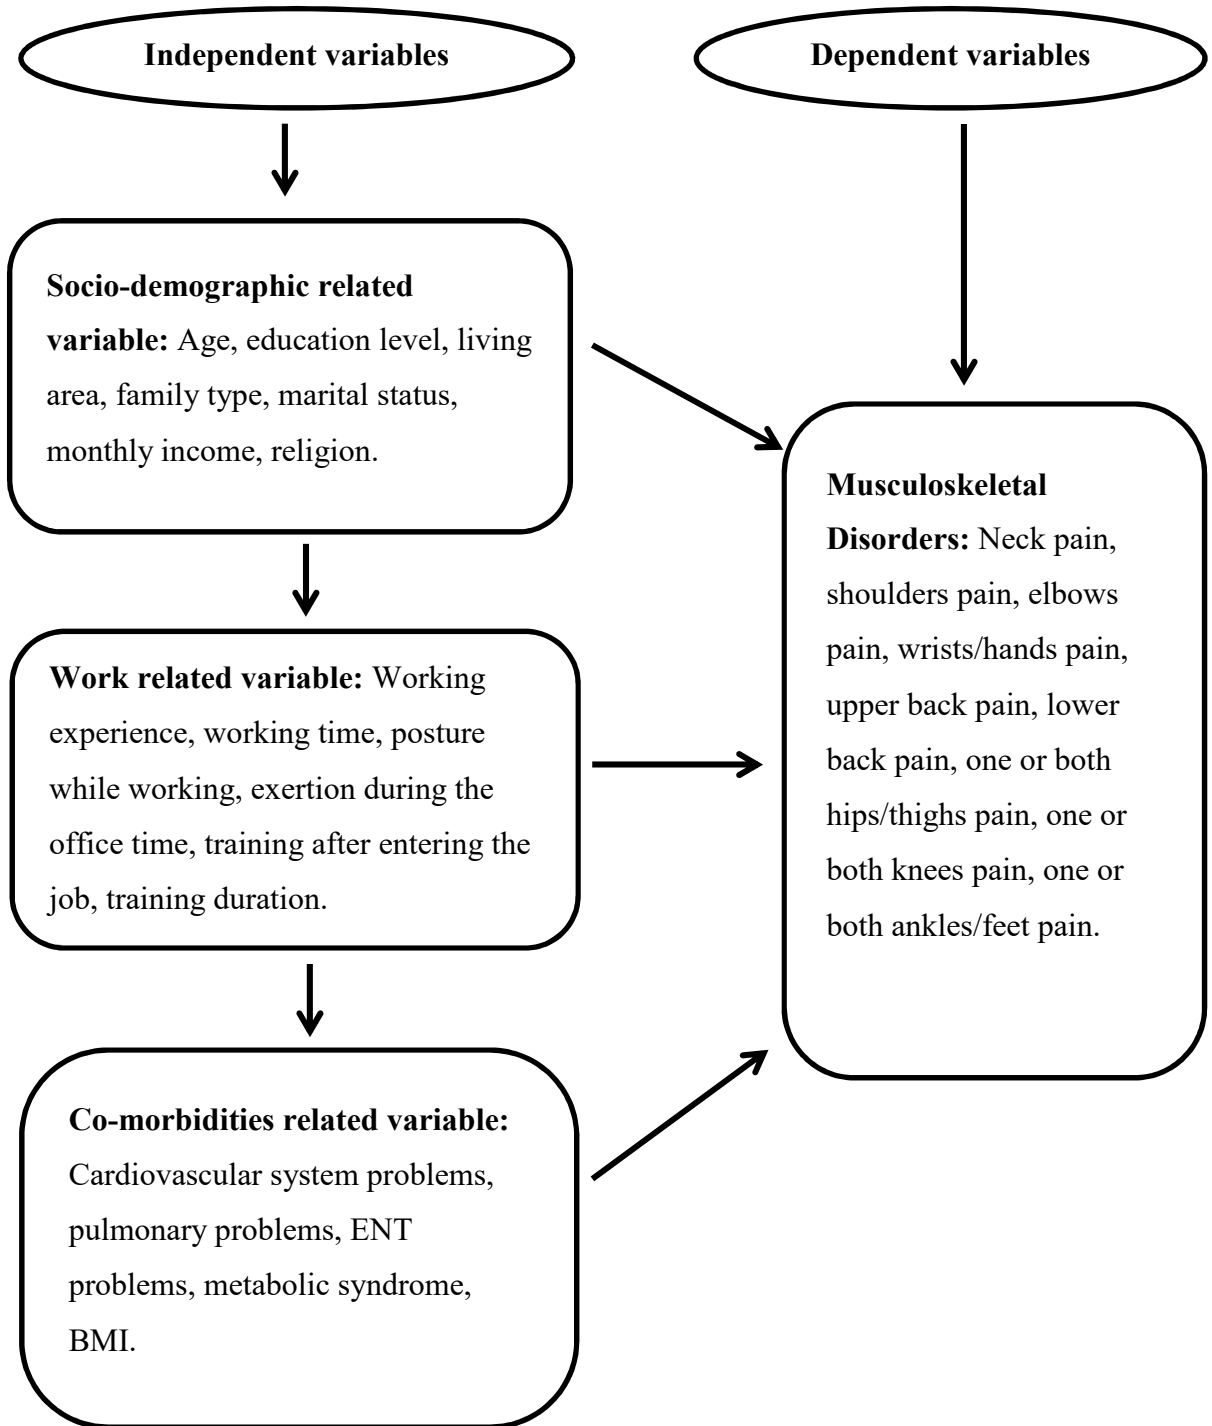 Independent variables
Dependent variables
Socio-demographic related
variable: Age, education level, living
area, family type, marital status,
monthly income, religion.
Work related variable: Working
experience, working time, posture
while working, exertion during the
office time, training after entering the
job, training duration.
Co-morbidities related variable:
Cardiovascular system problems,
pulmonary problems, ENT
problems, metabolic syndrome,
BMI.
Musculoskeletal
Disorders: Neck pain,
shoulders pain, elbows
pain, wrists/hands pain,
upper back pain, lower
back pain, one or both
hips/thighs pain, one or
both knees pain, one or
both ankles/feet pain.